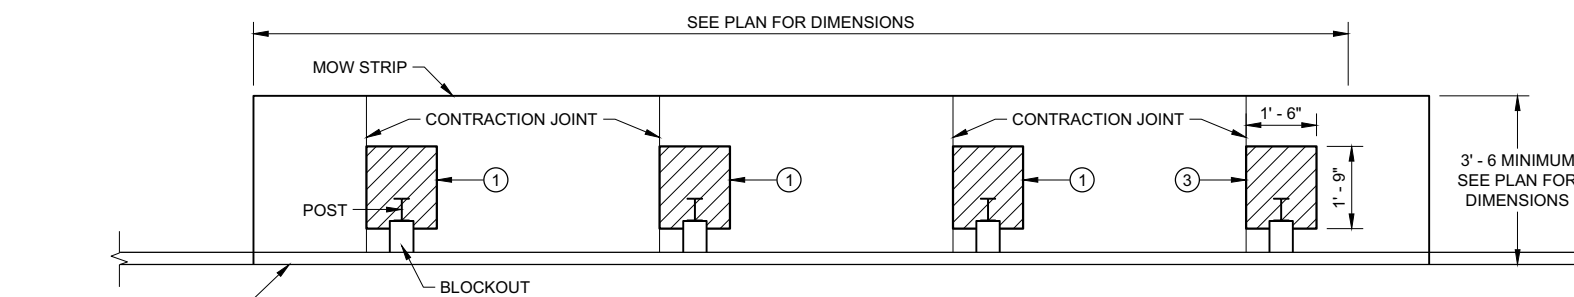 SEE PLAN FOR DIMENSIONS
MOW STRIP
CONTRACTION JOINT
CONTRACTION JOINT
1' - 6"
1
1
1
3
1' - 9"
3' - 6 MINIMUM
SEE PLAN FOR
DIMENSIONS
POST
BLOCKOUT